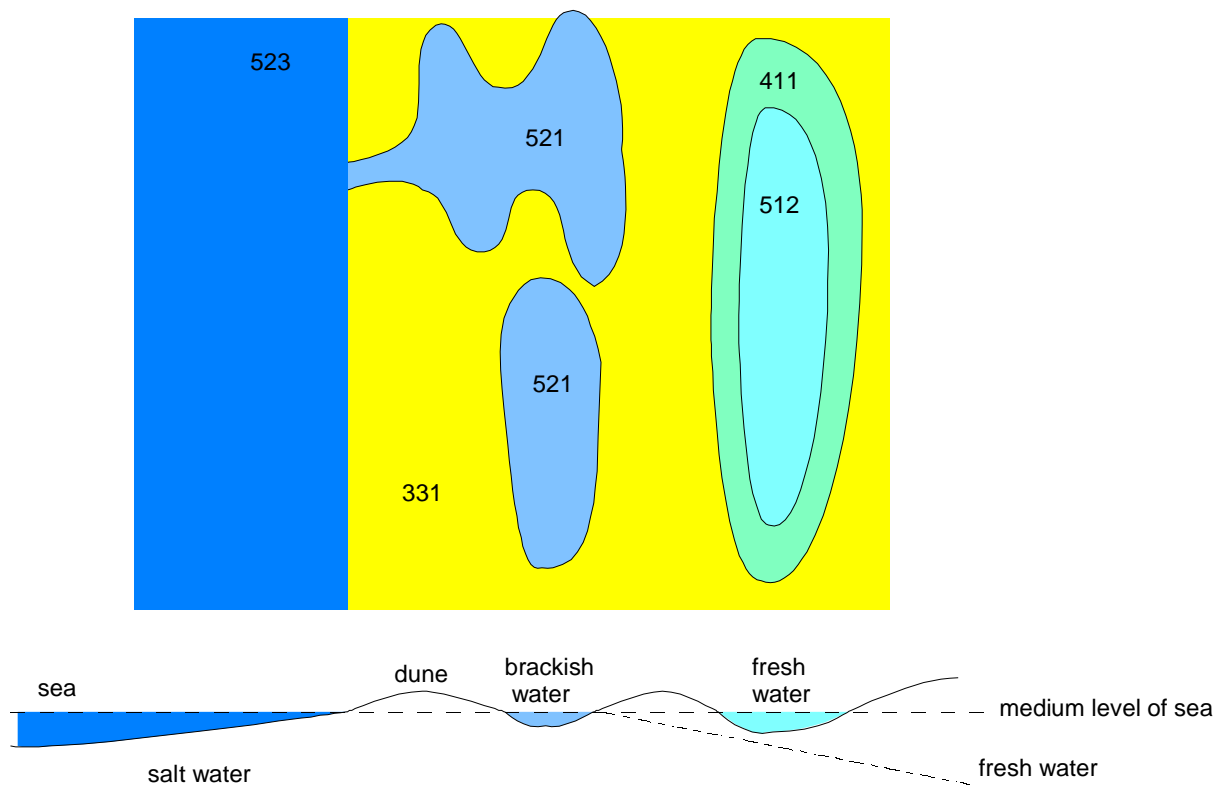 523
411
521
512
521
331
sea
dune
brackish
water
fresh
water
medium level of sea
salt water
fresh water